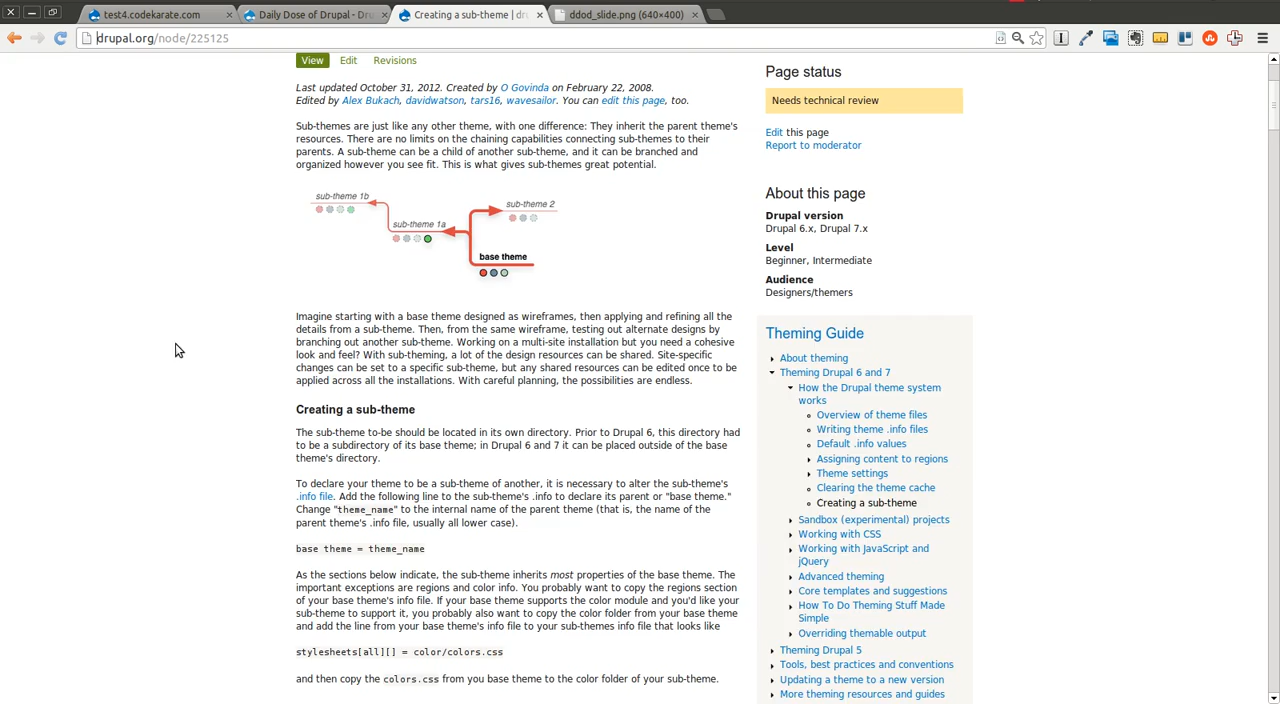 test4.codekarate.com
Daily Dose of Drupal - Dru
Creating a sub-theme | dru
ddod_slide.png (640×400)
drupal.org/node/225125
View Edit Revisions
Last updated October 31, 2012. Created by O Govinda on February 22, 2008.
Edited by Alex Bukach, davidwatson, tars16, wavesailor. You can edit this page, too.
Sub-themes are just like any other theme, with one difference: They inherit the parent theme's
resources. There are no limits on the chaining capabilities connecting sub-themes to their
parents. A sub-theme can be a child of another sub-theme, and it can be branched and
organized however you see fit. This is what gives sub-themes great potential.
sub-theme 1b
sub-theme 1a
sub-theme 2
base theme
Imagine starting with a base theme designed as wireframes, then applying and refining all the
details from a sub-theme. Then, from the same wireframe, testing out alternate designs by
branching out another sub-theme. Working on a multi-site installation but you need a cohesive
look and feel? With sub-theming, a lot of the design resources can be shared. Site-specific
changes can be set to a specific sub-theme, but any shared resources can be edited once to be
applied across all the installations. With careful planning, the possibilities are endless.
Creating a sub-theme
The sub-theme to-be should be located in its own directory. Prior to Drupal 6, this directory had
to be a subdirectory of its base theme; in Drupal 6 and 7 it can be placed outside of the base
theme's directory.
To declare your theme to be a sub-theme of another, it is necessary to alter the sub-theme's
.info file. Add the following line to the sub-theme's .info to declare its parent or "base theme."
Change "theme_name" to the internal name of the parent theme (that is, the name of the
parent theme's .info file, usually all lower case).
base theme = theme_name
As the sections below indicate, the sub-theme inherits most properties of the base theme. The
important exceptions are regions and color info. You probably want to copy the regions section
of your base theme's info file. If your base theme supports the color module and you'd like your
sub-theme to support it, you probably also want to copy the color folder from your base theme
and add the line from your base theme's info file to your sub-themes info file that looks like
stylesheets[all][] = color/colors.css
and then copy the colors.css from you base theme to the color folder of your sub-theme.
Page status
Needs technical review
Edit this page
Report to moderator
About this page
Drupal version
Drupal 6.x, Drupal 7.x
Level
Beginner, Intermediate
Audience
Designers/themers
Theming Guide
About theming
Theming Drupal 6 and 7
How the Drupal theme system
works
Overview of theme files
Writing theme .info files
Default .info values
Assigning content to regions
Theme settings
Clearing the theme cache
Creating a sub-theme
Sandbox (experimental) projects
Working with CSS
Working with JavaScript and
jQuery
Advanced theming
Core templates and suggestions
How To Do Theming Stuff Made
Simple
Overriding themable output
Theming Drupal 5
Tools, best practices and conventions
Updating a theme to a new version
More theming resources and guides